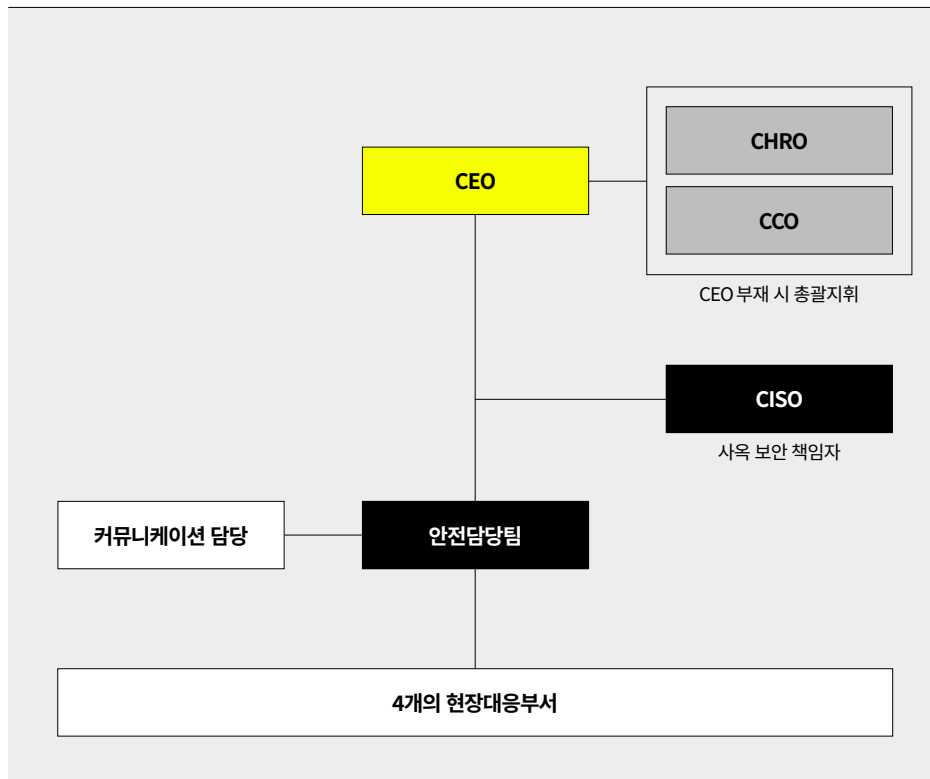 CHRO
CEO
CCO
CEO 부재 시 총괄지휘
CISO
사옥 보안 책임자
커뮤니케이션 담당
안전담당팀
4개의 현장대응부서